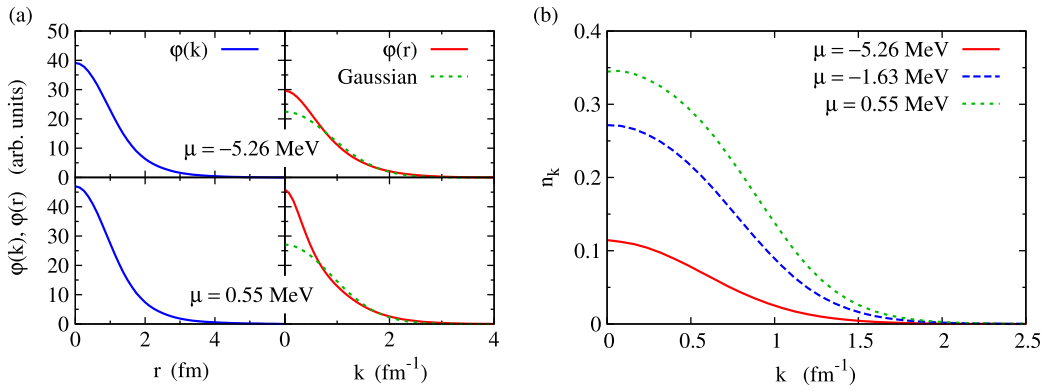 (a)
φ(k), φ(r) (arb. units)
50
40
30
20
10
0
φ(k)
μ = −5.26 MeV
φ(r)
Gaussian
40
30
20
10
0
μ = 0.55 MeV
0 2 4
0 1 2 3 4
r (fm)
k (fm⁻¹)
(b)
nₖ
0.4
0.3
0.2
0.1
0
μ = −5.26 MeV
μ = −1.63 MeV
μ = 0.55 MeV
0 0.5 1 1.5 2 2.5
k (fm⁻¹)